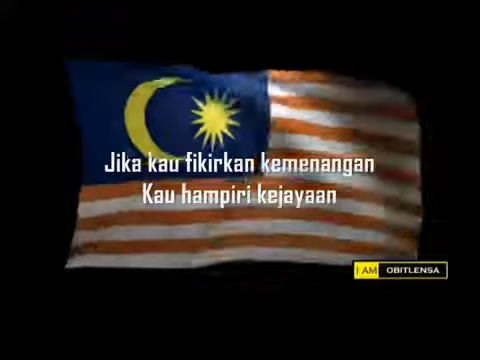 Jika kau fikirkan kemenangan
Kau hampiri kejayaan
I AM OBITLENSA